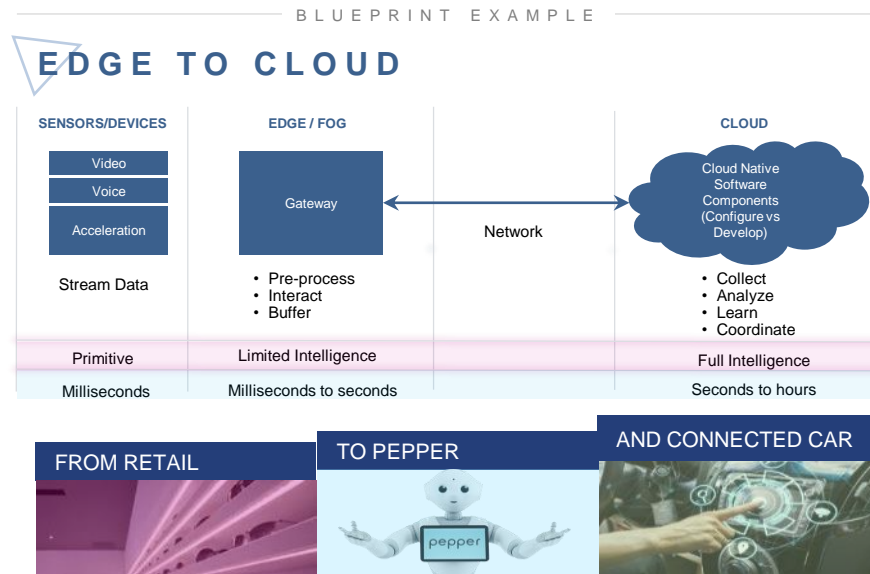 BLUEPRINT EXAMPLE
EDGE TO CLOUD
SENSORS/DEVICES
Video
Voice
Acceleration
Stream Data
Primitive
Milliseconds
EDGE / FOG
Gateway
• Pre-process
• Interact
• Buffer
Limited Intelligence
Milliseconds to seconds
Network
CLOUD
Cloud Native
Software
Components
(Configure vs
Develop)
• Collect
• Analyze
• Learn
• Coordinate
Full Intelligence
Seconds to hours
FROM RETAIL
TO PEPPER
pepper
AND CONNECTED CAR